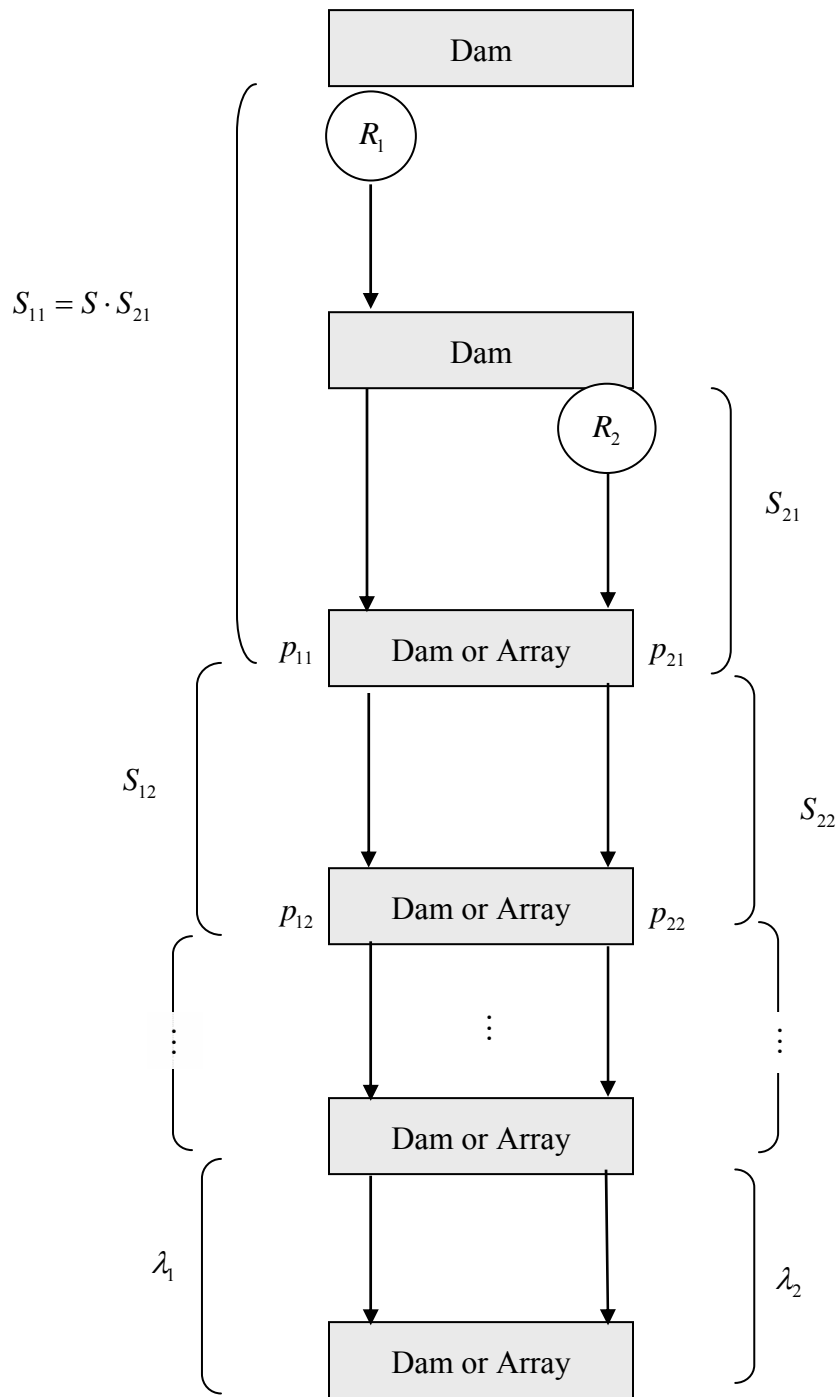 Dam
R₁
S₁₁ = S · S₂₁
Dam
R₂
S₂₁
p₁₁
Dam or Array
p₂₁
S₁₂
S₂₂
p₁₂
Dam or Array
p₂₂
⋮
⋮
⋮
Dam or Array
λ₁
λ₂
Dam or Array